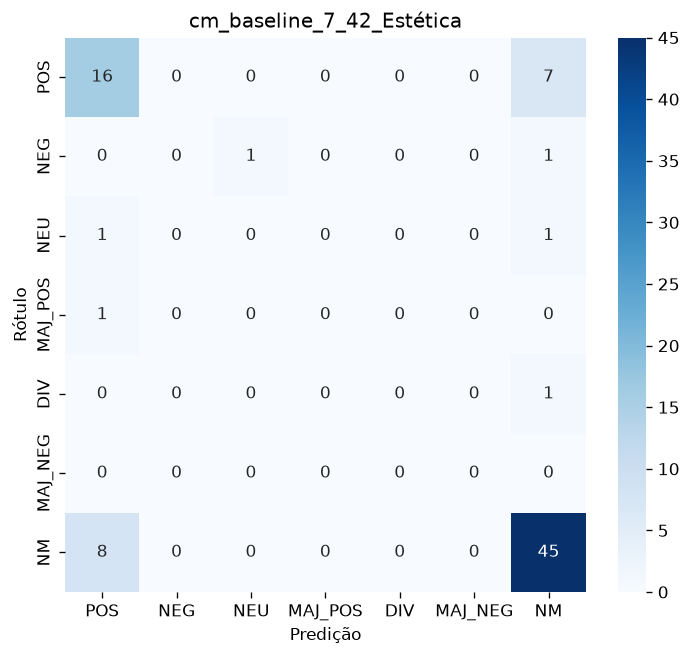 cm_baseline_7_42_Estética
POS 16 0 0 0 0 0 7
NEG 0 0 1 0 0 0 1
NEU 1 0 0 0 0 0 1
MAJ_POS 1 0 0 0 0 0 0
DIV 0 0 0 0 0 0 1
MAJ_NEG 0 0 0 0 0 0 0
NM 8 0 0 0 0 0 45
Rótulo
POS NEG NEU MAJ_POS DIV MAJ_NEG NM
Predição
45
40
35
30
25
20
15
10
5
0